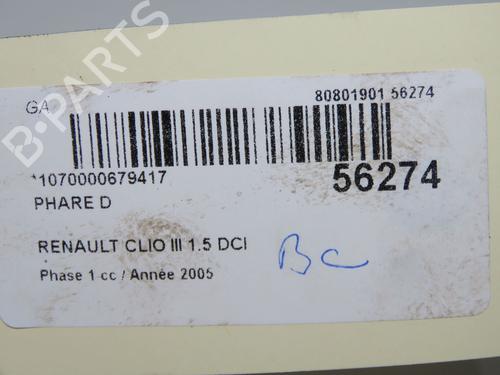 B-PARTS
GA
80801901 56274
*1070000679417
56274
PHARE D
RENAULT CLIO III 1.5 DCI
Phase 1 cc / Année 2005
BC